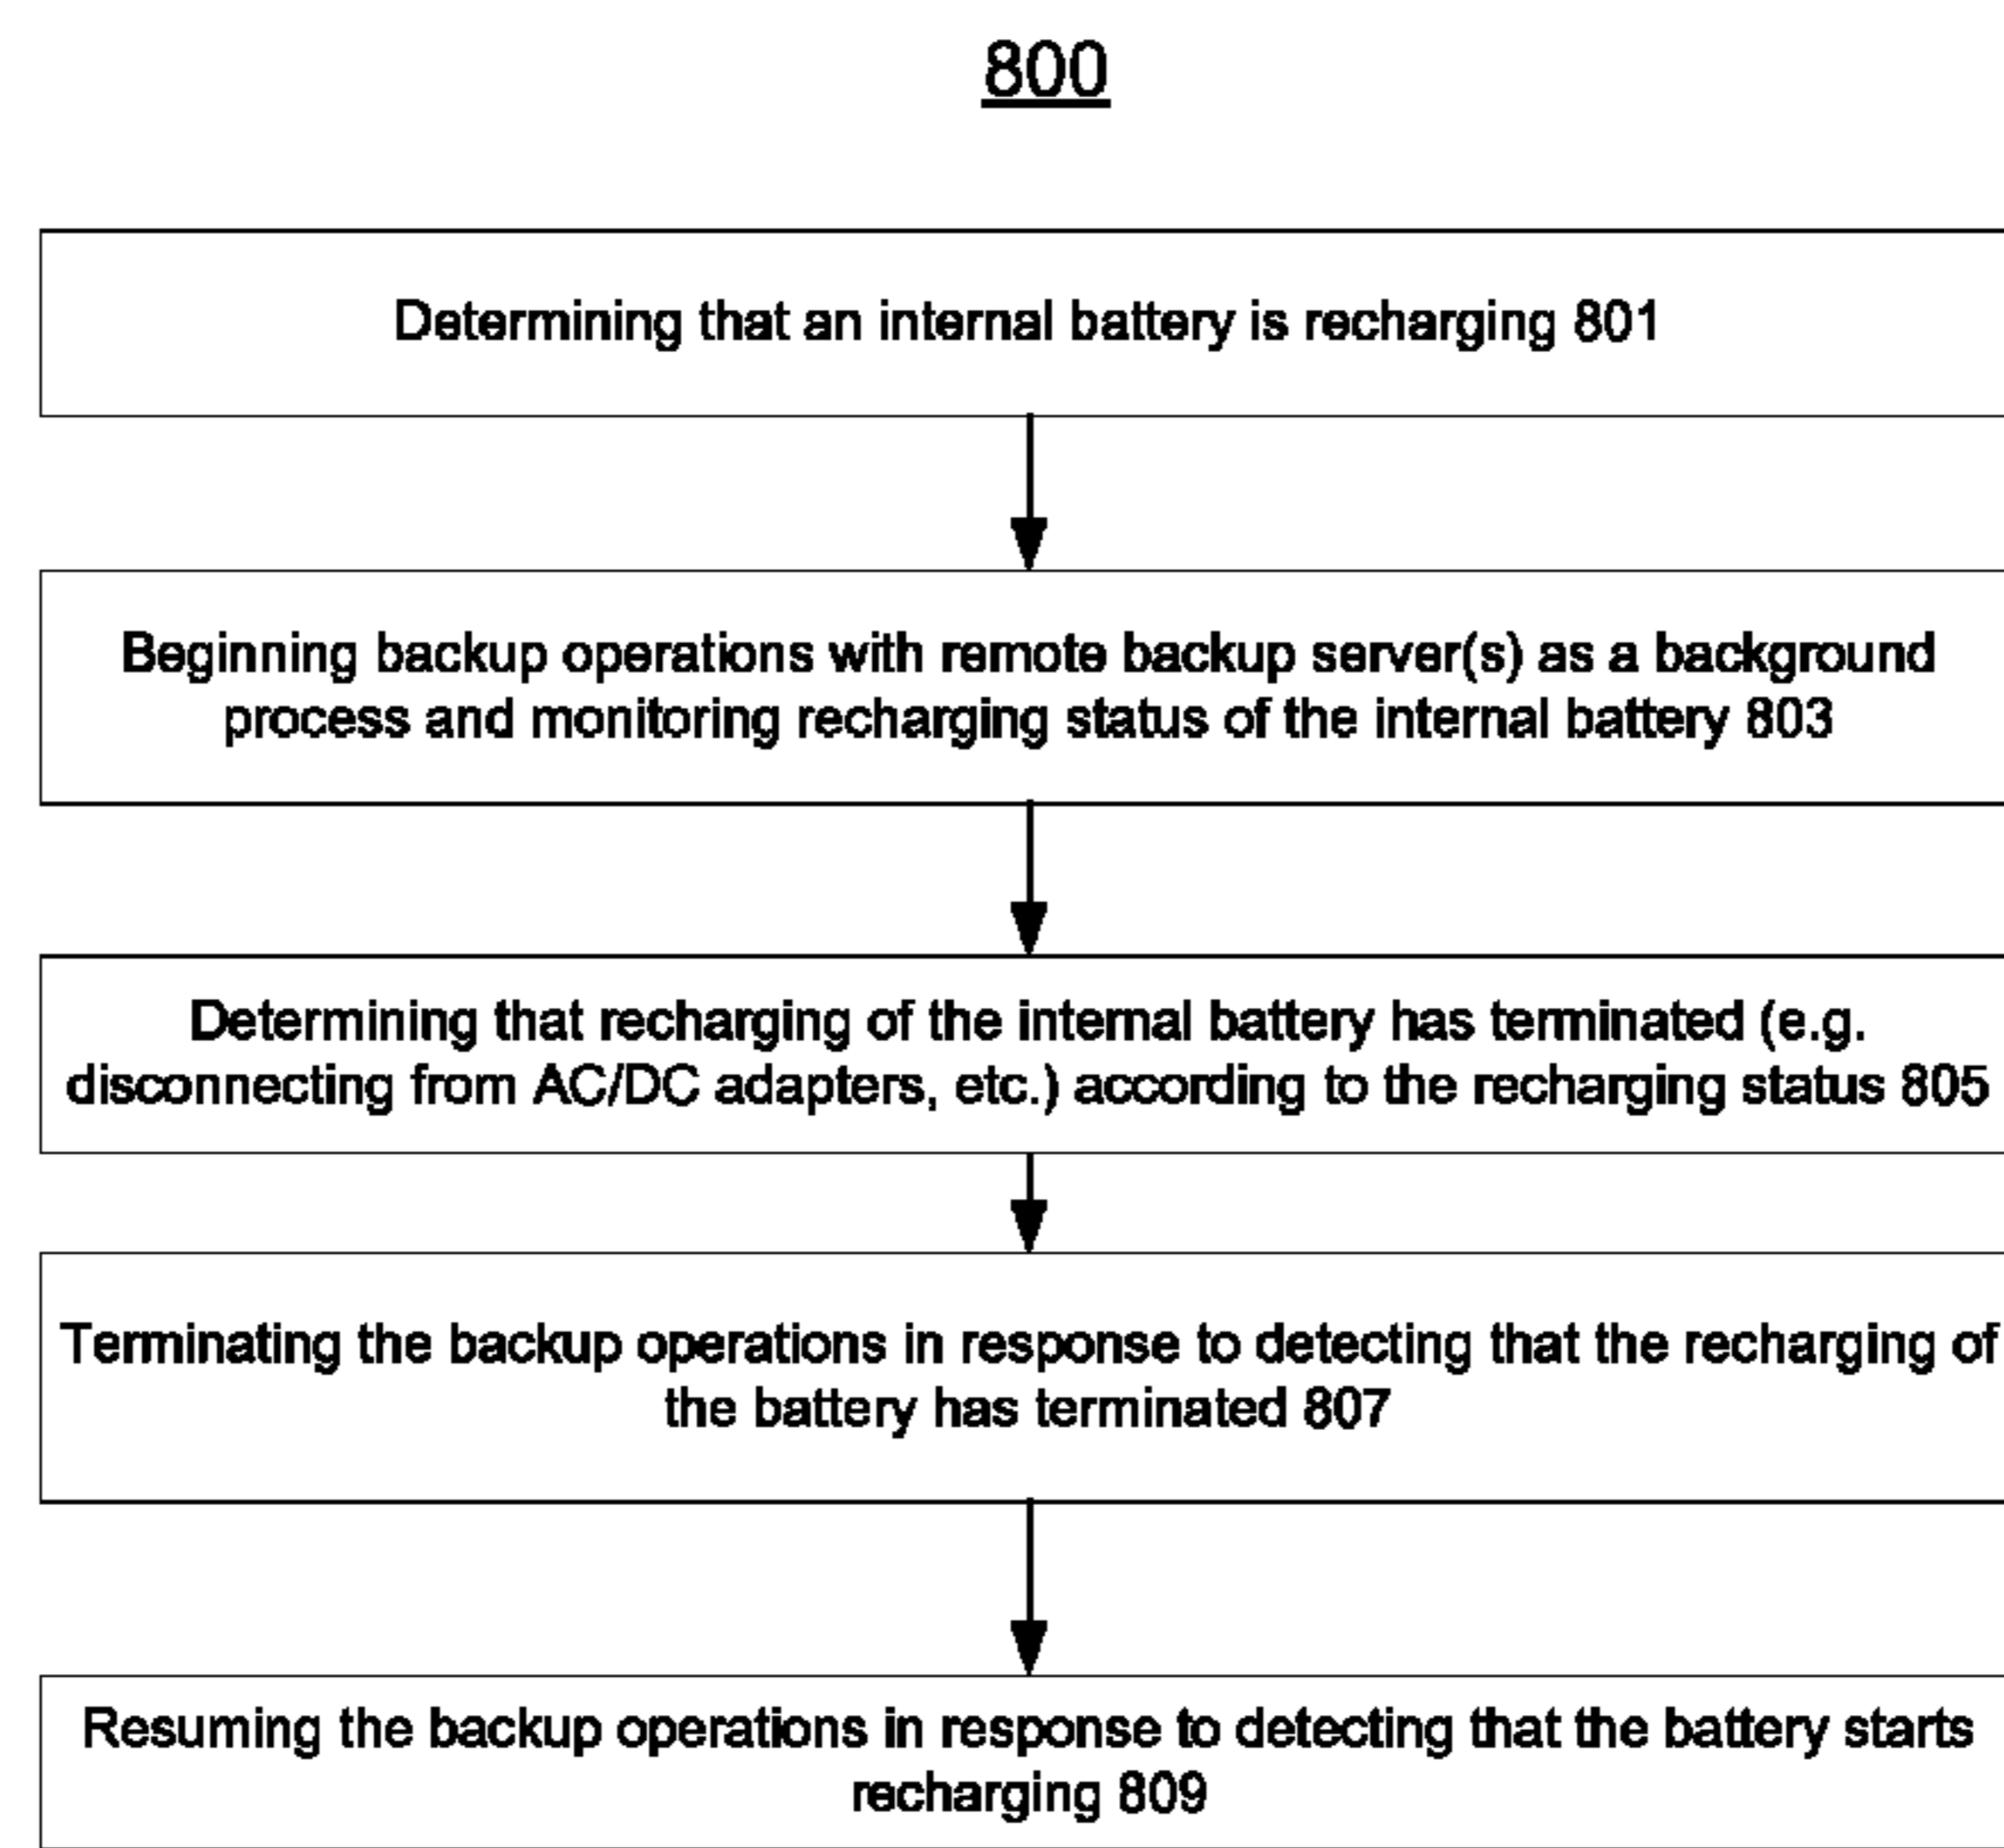 800
Determining that an internal battery is recharging 801
Beginning backup operations with remote backup server(s) as a background
process and monitoring recharging status of the internal battery 803
Determining that recharging of the internal battery has terminated (e.g.
disconnecting from AC/DC adapters, etc.) according to the recharging status 805
Terminating the backup operations in response to detecting that the recharging of
the battery has terminated 807
Resuming the backup operations in response to detecting that the battery starts
recharging 809